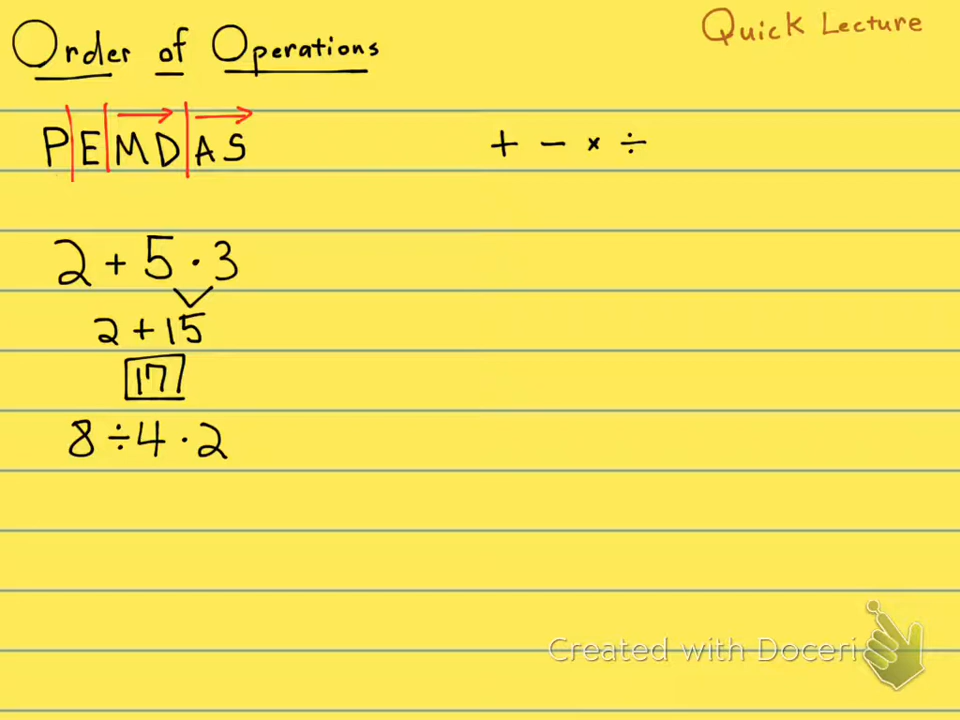 Quick Lecture
Order of Operations
PEMDAS
+ - × ÷
2 + 5 · 3
2 + 15
17
8 ÷ 4 · 2
Created with Doceri